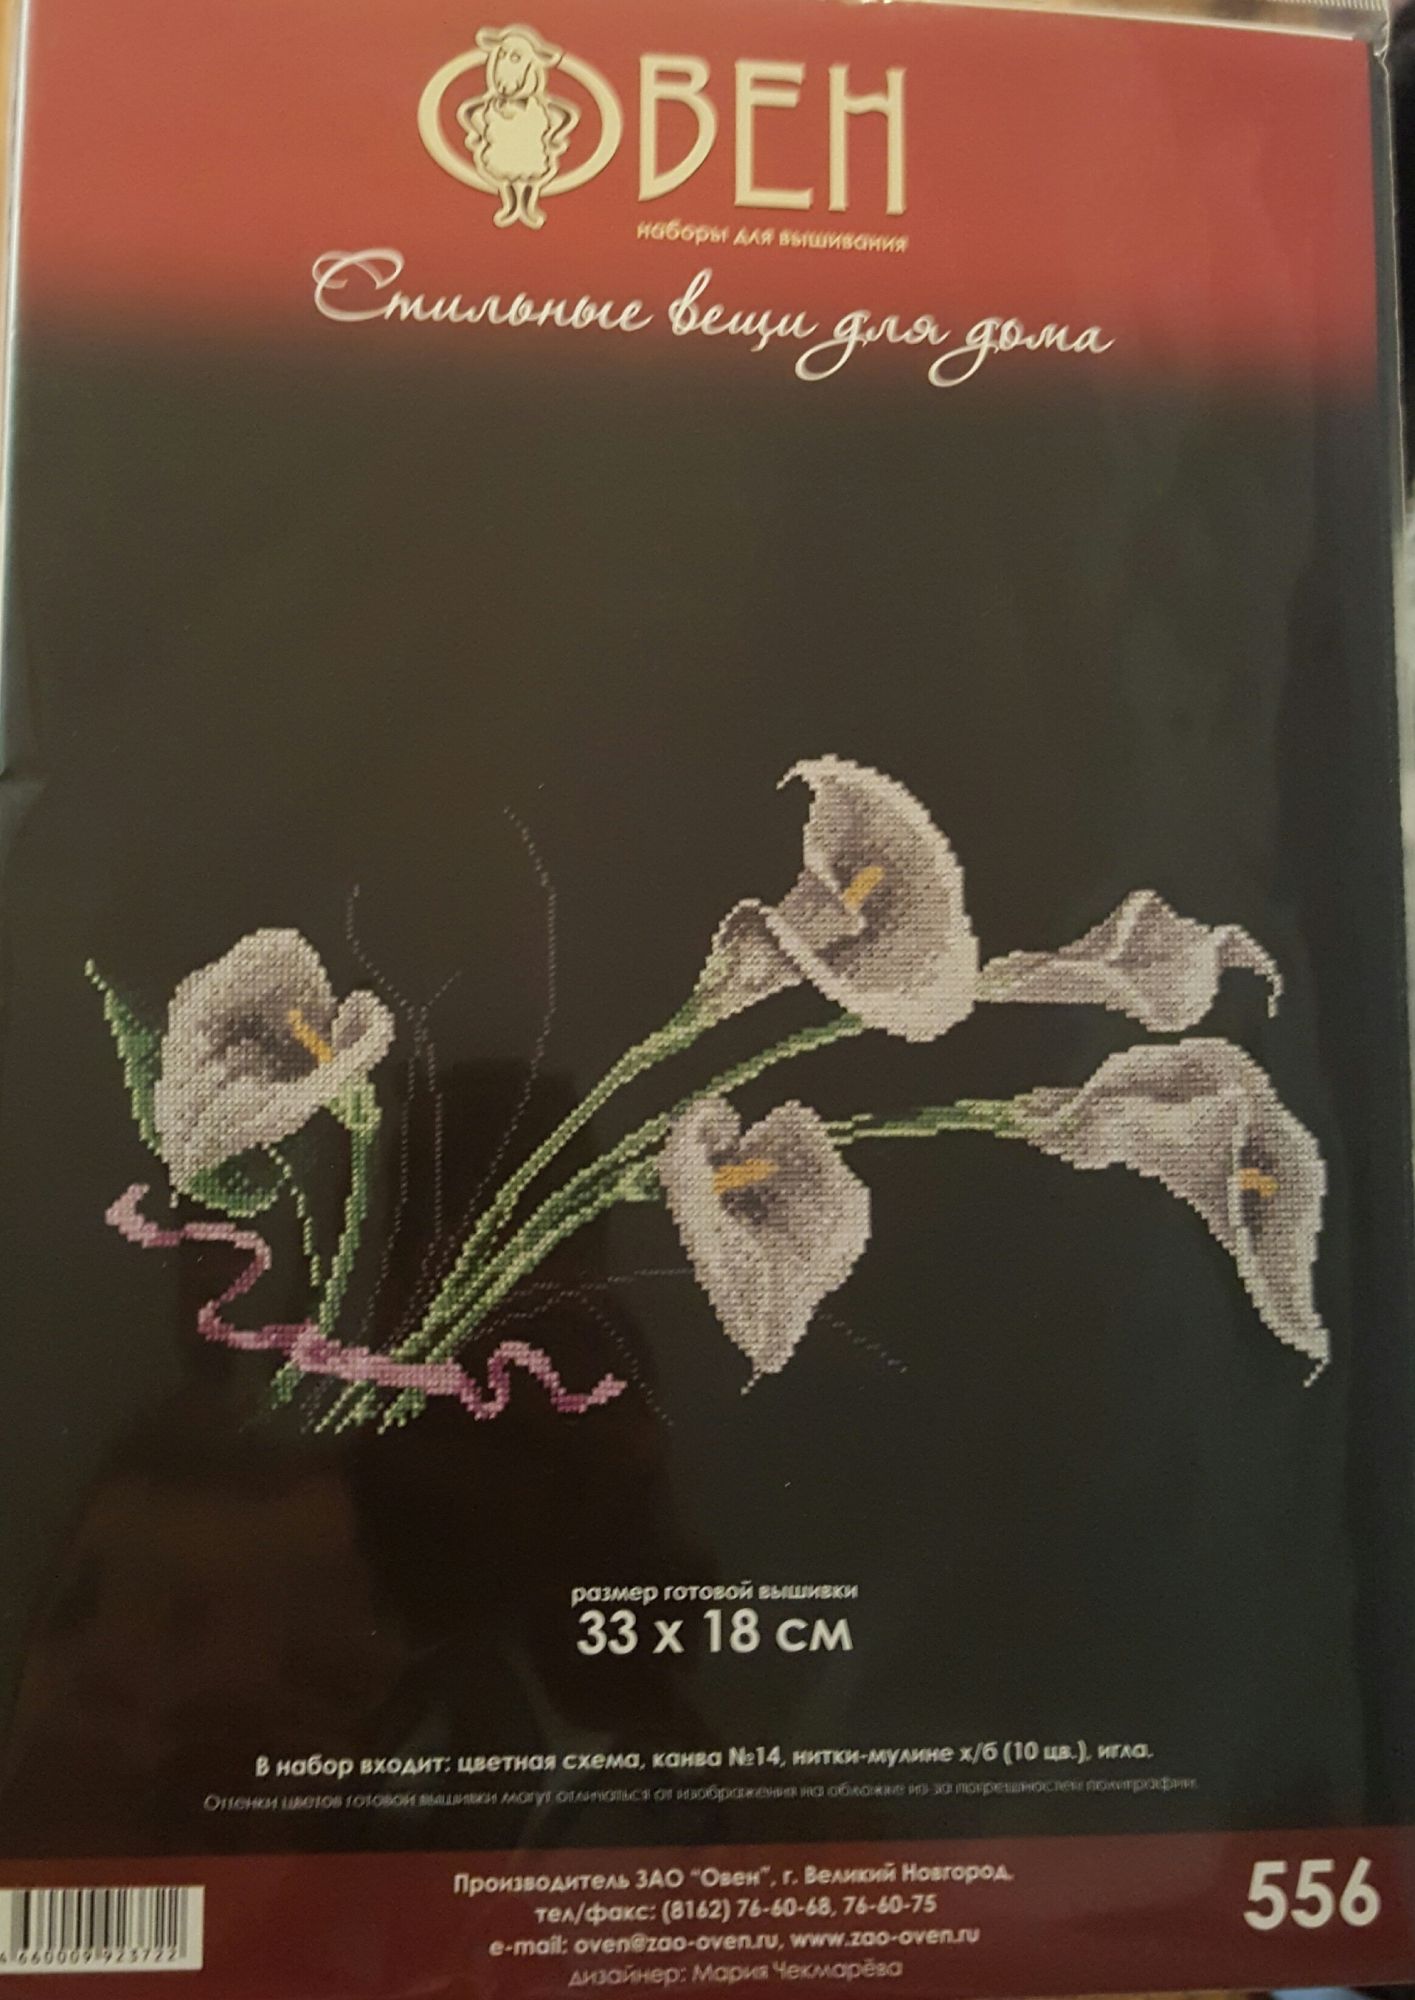 ОВЕН
наборы для вышивания
Стильные вещи для дома
размер готовой вышивки
33 х 18 см
В набор входит: цветная схема, канва №14, нитки-мулине х/б (10 цв.), игла.
Оттенки цветов готовой вышивки могут отличаться от изображения на обложке из-за погрешностей полиграфии.
Производитель ЗАО "Овен", г. Великий Новгород.
тел/факс: (8162) 76-60-68, 76-60-75
e-mail: oven@zao-oven.ru, www.zao-oven.ru
дизайнер: Мария Чекмарёва
556
4 660009 923722